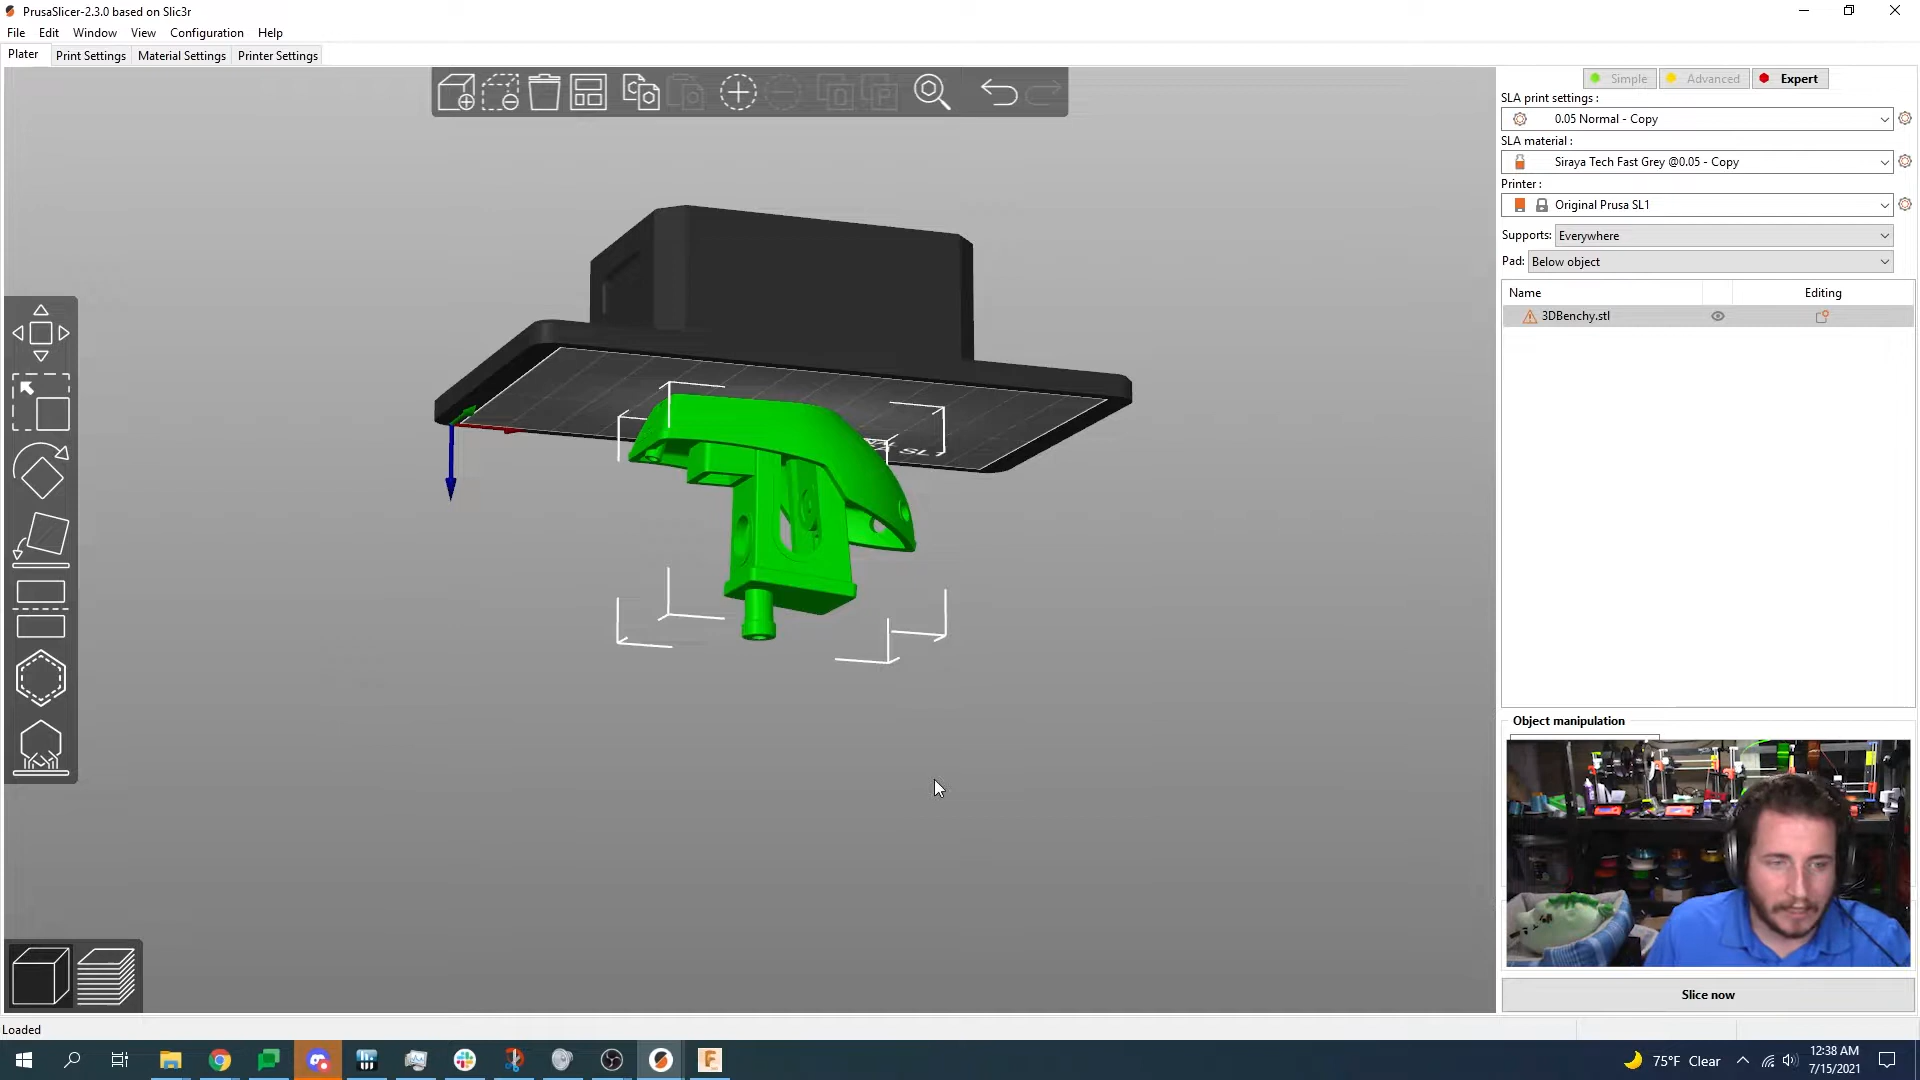 PrusaSlicer-2.3.0 based on Slic3r
File Edit Window View Configuration Help
Plater Print Settings Material Settings Printer Settings
Simple Advanced Expert
SLA print settings :
0.05 Normal - Copy
SLA material :
Siraya Tech Fast Grey @0.05 - Copy
Printer :
Original Prusa SL1
Supports: Everywhere
Pad: Below object
Name Editing
3DBenchy.stl
Object manipulation
Slice now
Loaded
75°F Clear
12:38 AM
7/15/2021